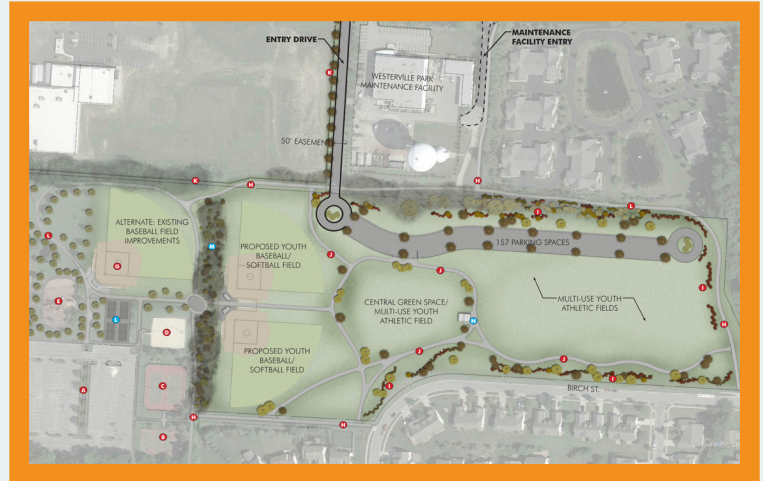 ENTRY DRIVE
MAINTENANCE
FACILITY ENTRY
K
WESTERVILLE PARK
MAINTENANCE FACILITY
50' EASEMENT
K
H
H
L
I
L
ALTERNATE: EXISTING
BASEBALL FIELD
IMPROVEMENTS
M
PROPOSED YOUTH
BASEBALL/
SOFTBALL FIELD
157 PARKING SPACES
J
J
G
E
I
CENTRAL GREEN SPACE/
MULTI-USE YOUTH
ATHLETIC FIELD
MULTI-USE YOUTH
ATHLETIC FIELDS
L
D
N
H
PROPOSED YOUTH
BASEBALL/
SOFTBALL FIELD
J
J
A
C
I
I
BIRCH ST.
H
H
B